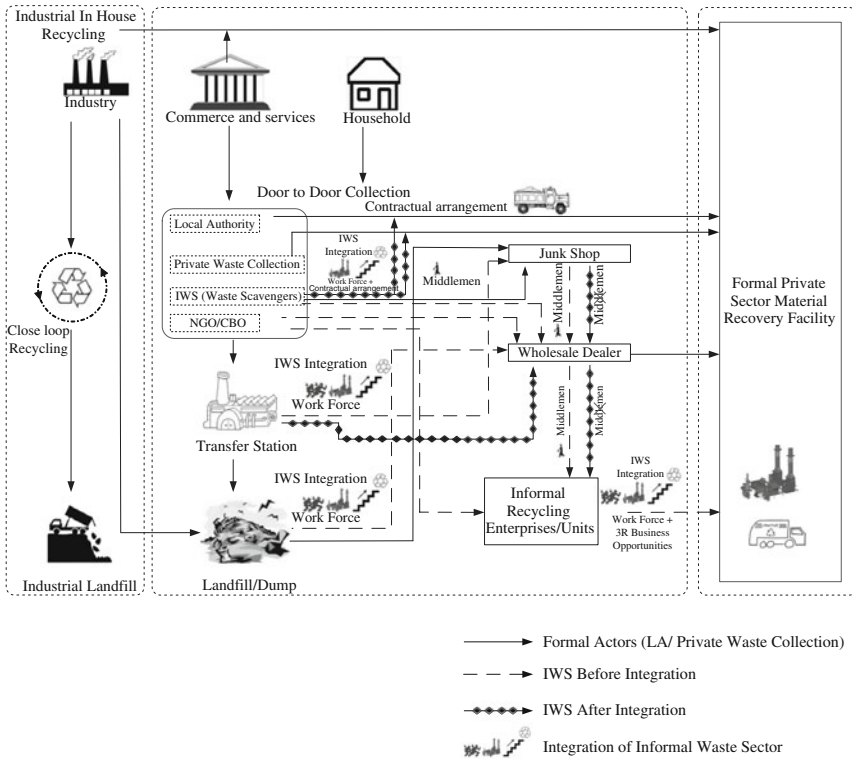 Industrial In House
Recycling
Industry
Close loop
Recycling
Industrial Landfill
Commerce and services
Household
Door to Door Collection
Contractual arrangement
Local Authority
Private Waste Collection
IWS (Waste Scavengers)
NGO/CBO
IWS
Integration
Work Force +
Contractual arrangement
Middlemen
Junk Shop
Middlemen
Middlemen
Wholesale Dealer
IWS Integration
Work Force
Transfer Station
Middlemen
Middlemen
IWS Integration
Work Force
Landfill/Dump
Informal
Recycling
Enterprises/Units
IWS
Integration
Work Force +
3R Business
Opportunities
Formal Private
Sector Material
Recovery Facility
Formal Actors (LA/ Private Waste Collection)
IWS Before Integration
IWS After Integration
Integration of Informal Waste Sector